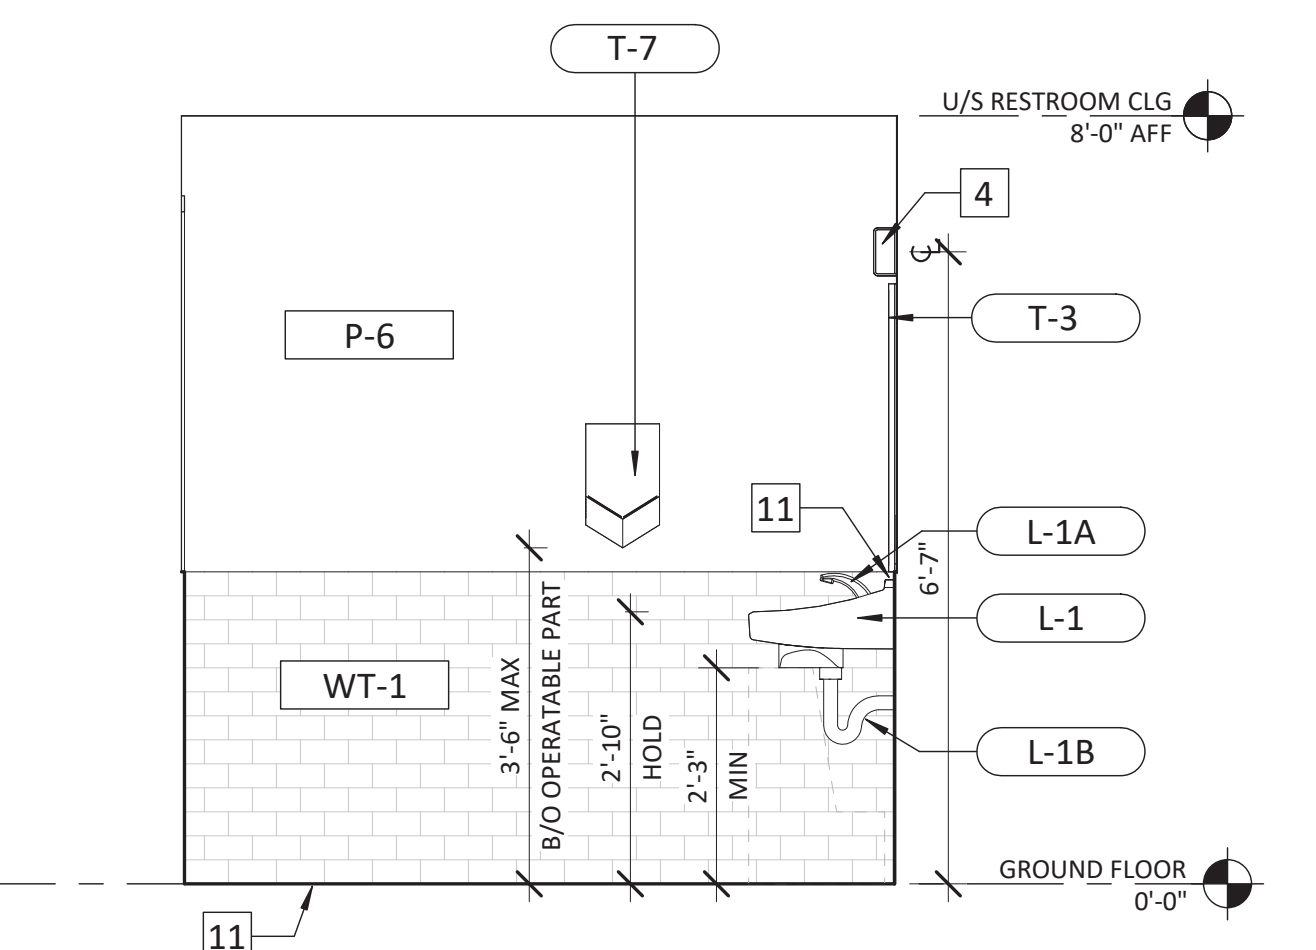 T-7
U/S RESTROOM CLG
8'-0" AFF
4
P-6
T-3
11
L-1A
6'-7"
L-1
WT-1
3'-6" MAX
B/O OPERATABLE PART
2'-10"
HOLD
2'-3"
MIN
L-1B
GROUND FLOOR
0'-0"
11